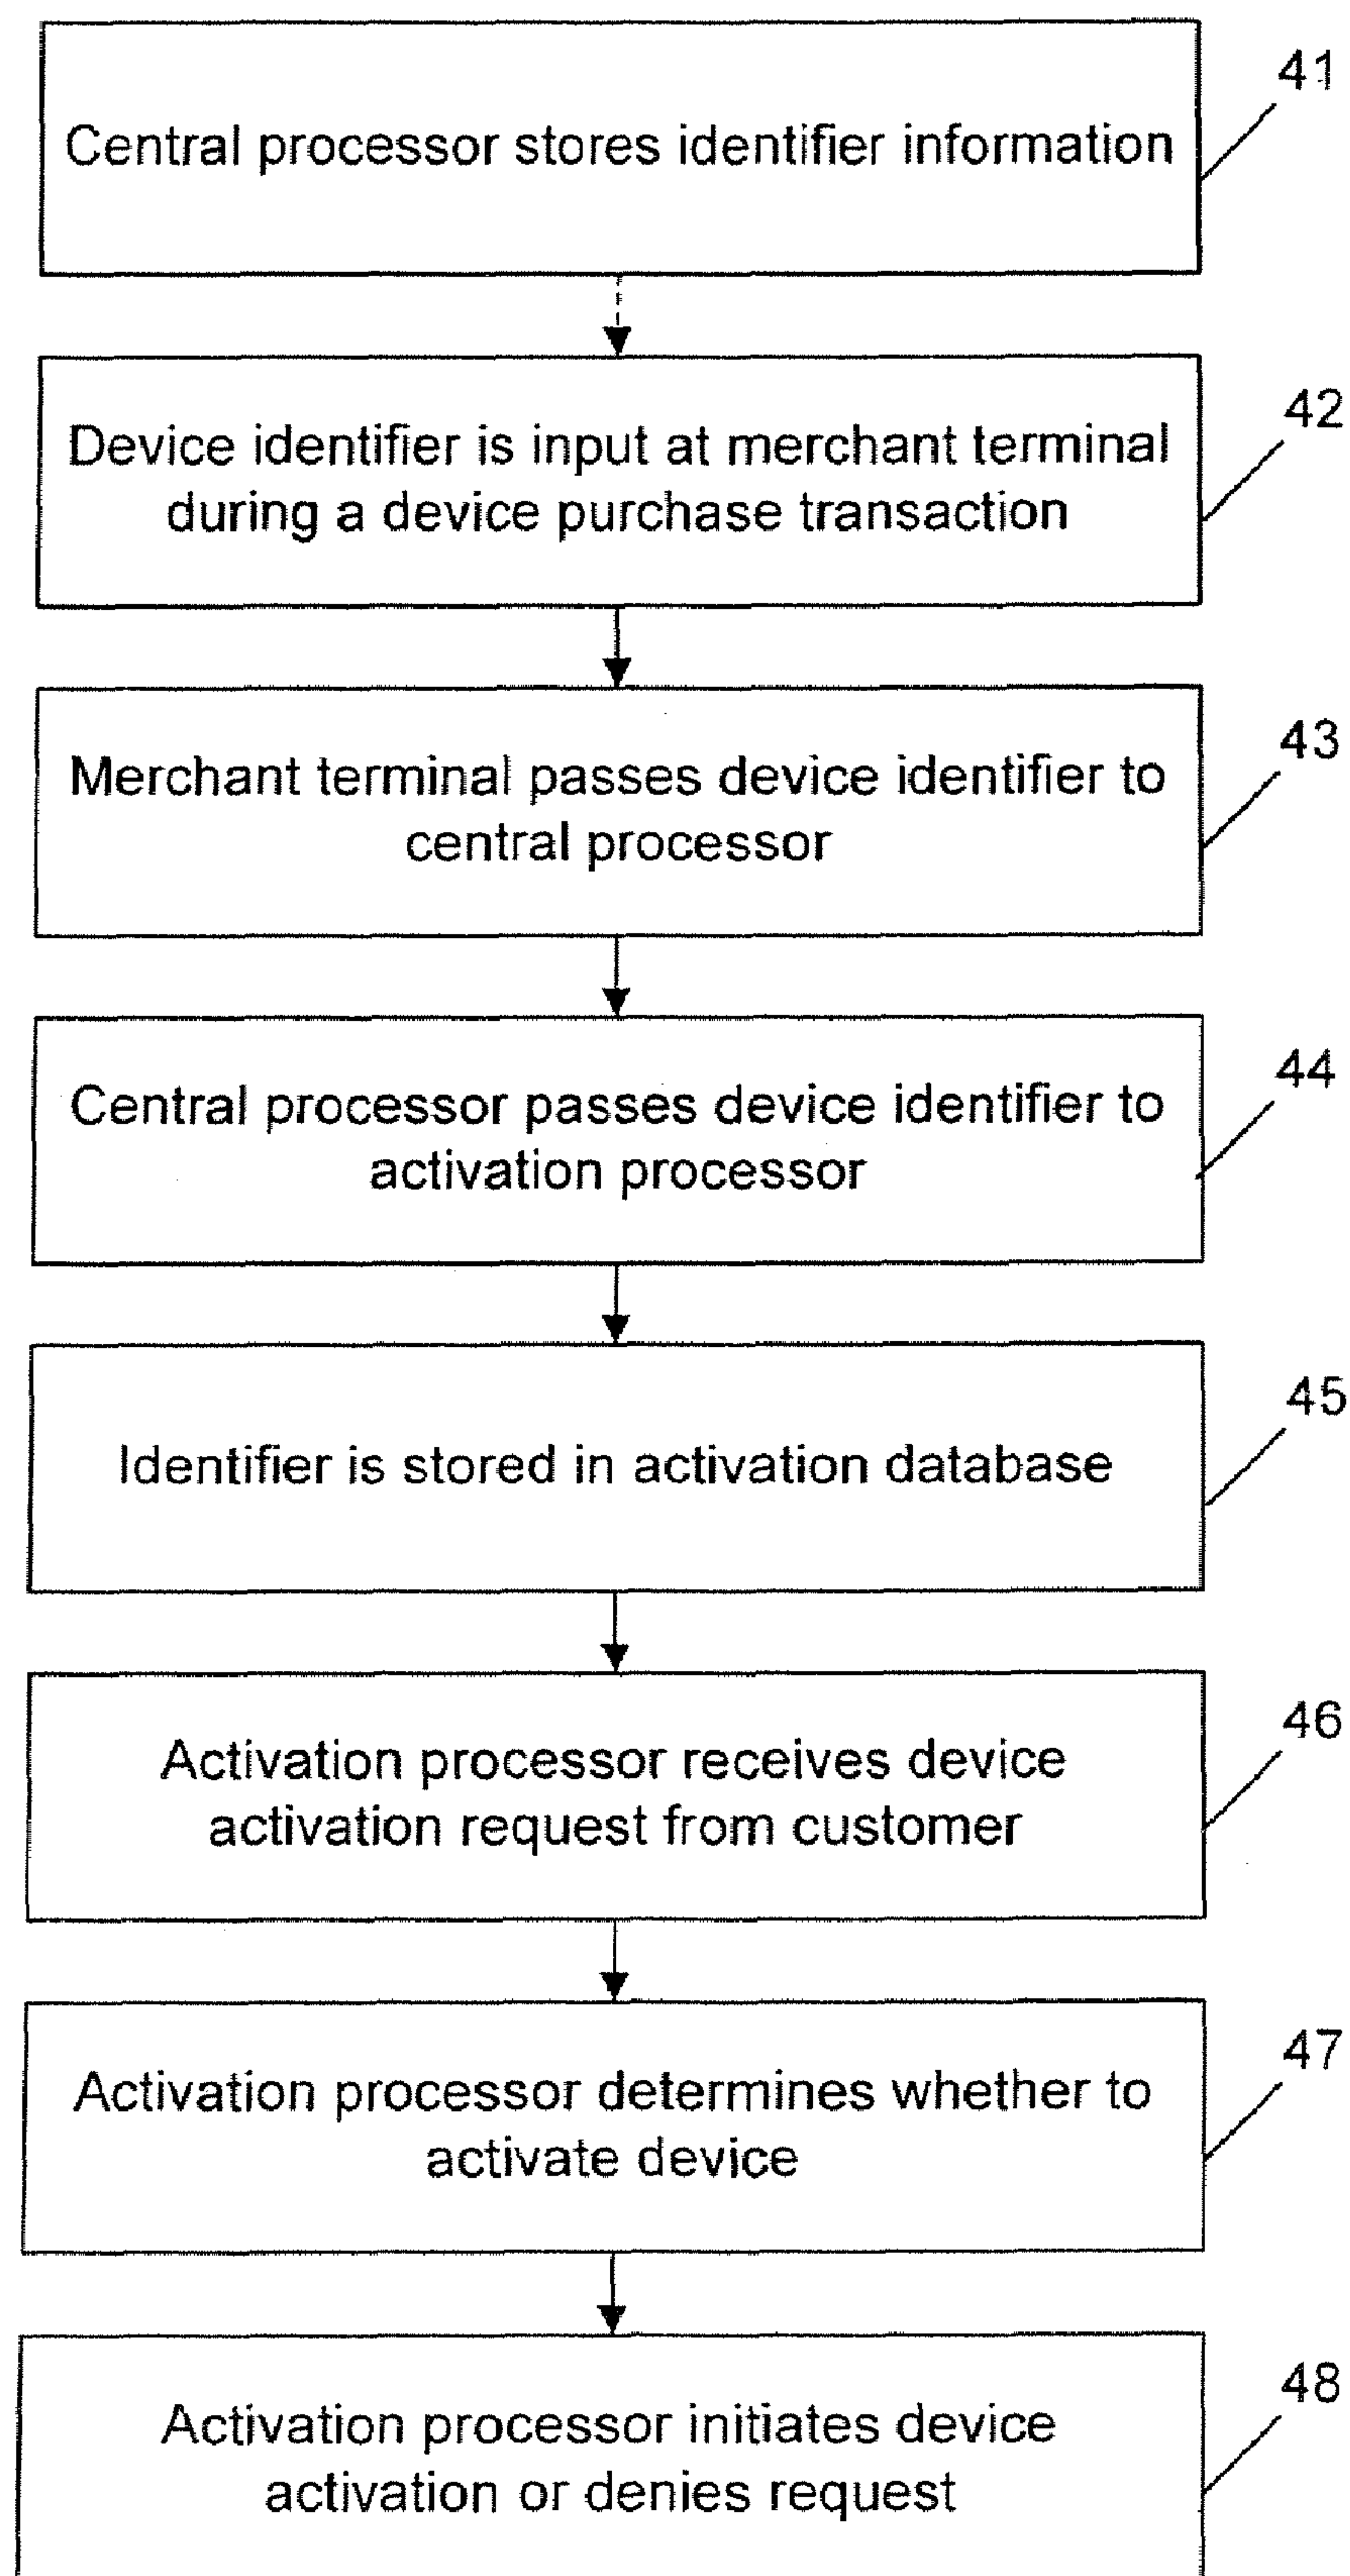 41
Central processor stores identifier information
42
Device identifier is input at merchant terminal
during a device purchase transaction
43
Merchant terminal passes device identifier to
central processor
44
Central processor passes device identifier to
activation processor
45
Identifier is stored in activation database
46
Activation processor receives device
activation request from customer
47
Activation processor determines whether to
activate device
48
Activation processor initiates device
activation or denies request